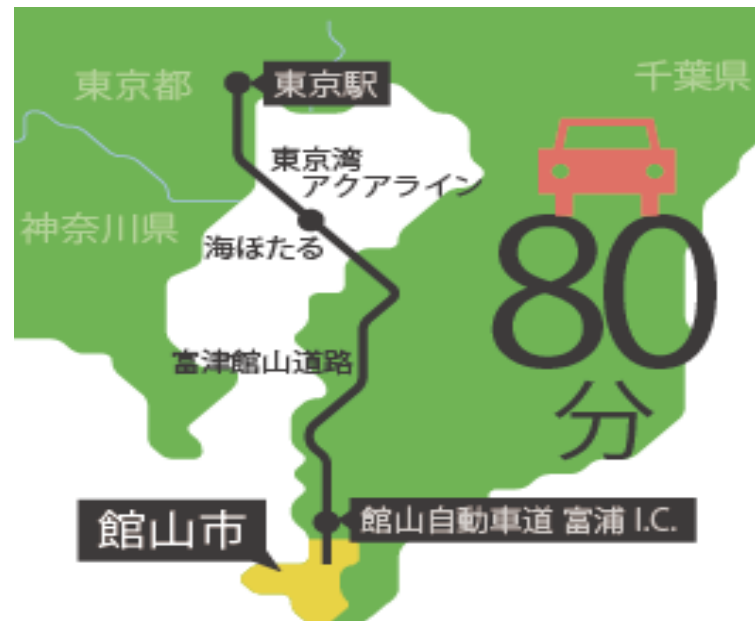 東京都
東京駅
千葉県
東京湾
アクアライン
神奈川県
海ほたる
80
分
富津館山道路
館山市
館山自動車道 富浦 I.C.